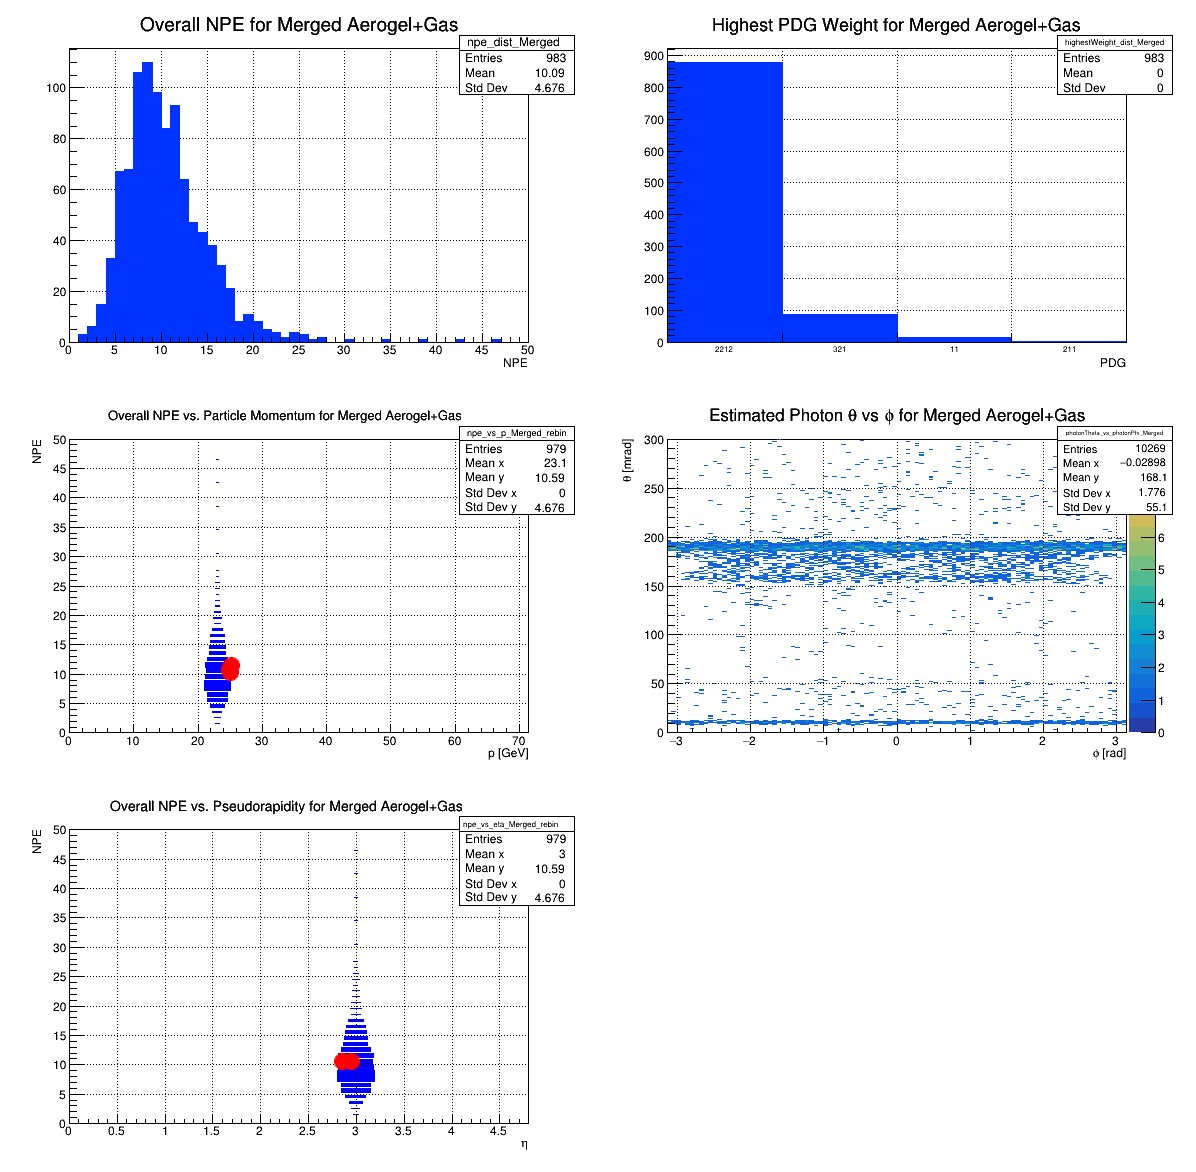 Overall NPE for Merged Aerogel+Gas
npe_dist_Merged
Entries 983
Mean 10.09
Std Dev 4.676
100
80
60
40
20
0
0 5 10 15 20 25 30 35 40 45 50
NPE
Highest PDG Weight for Merged Aerogel+Gas
highestWeight_dist_Merged
Entries 983
Mean 0
Std Dev 0
900
800
700
600
500
400
300
200
100
0
2212 321 11 211
PDG
Overall NPE vs. Particle Momentum for Merged Aerogel+Gas
npe_vs_p_Merged_rebin
Entries 979
Mean x 23.1
Mean y 10.59
Std Dev x 0
Std Dev y 4.676
NPE
50
45
40
35
30
25
20
15
10
5
0
0 10 20 30 40 50 60 70
p [GeV]
Estimated Photon θ vs ϕ for Merged Aerogel+Gas
photonTheta_vs_photonPhi_Merged
Entries 10269
Mean x −0.02898
Mean y 168.1
Std Dev x 1.776
Std Dev y 55.1
θ [mrad]
300
250
200
150
100
50
0
−3 −2 −1 0 1 2 3
ϕ [rad]
6
5
4
3
2
1
0
Overall NPE vs. Pseudorapidity for Merged Aerogel+Gas
npe_vs_eta_Merged_rebin
Entries 979
Mean x 3
Mean y 10.59
Std Dev x 0
Std Dev y 4.676
NPE
50
45
40
35
30
25
20
15
10
5
0
0 0.5 1 1.5 2 2.5 3 3.5 4 4.5
η